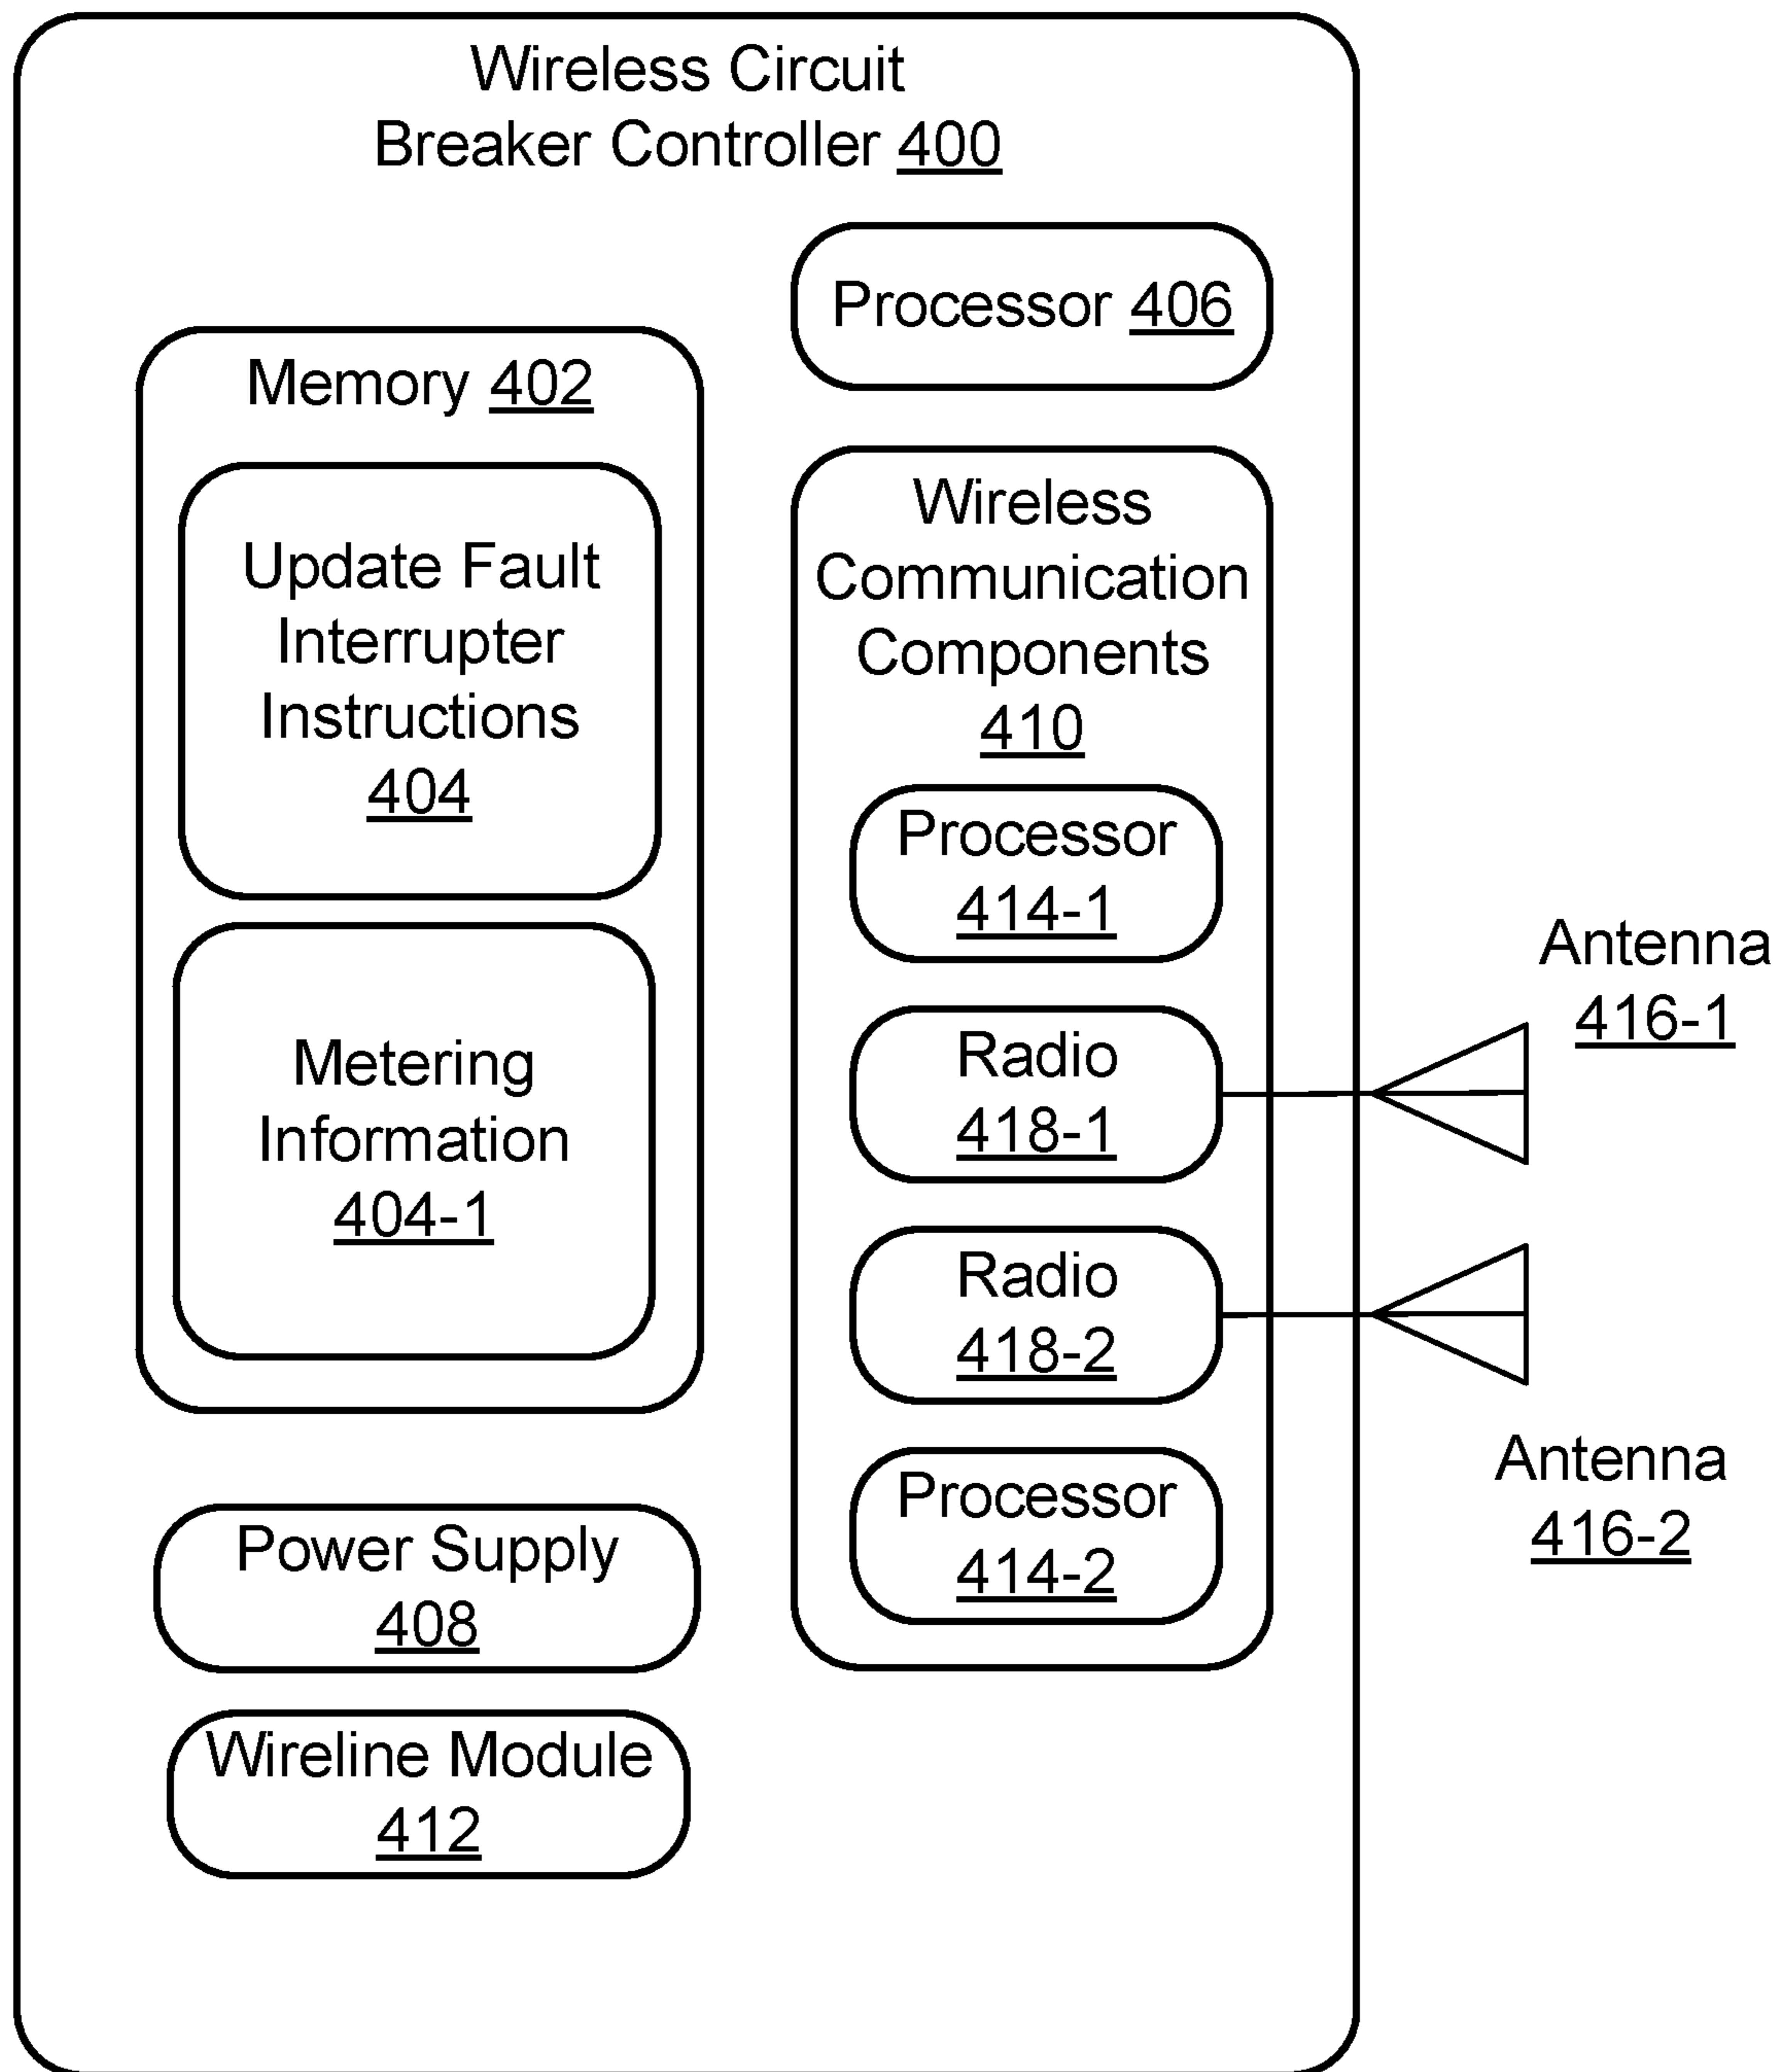 Wireless Circuit
Breaker Controller 400
Processor 406
Memory 402
Update Fault
Interrupter
Instructions
404
Metering
Information
404-1
Power Supply
408
Wireline Module
412
Wireless
Communication
Components
410
Processor
414-1
Radio
418-1
Radio
418-2
Processor
414-2
Antenna
416-1
Antenna
416-2